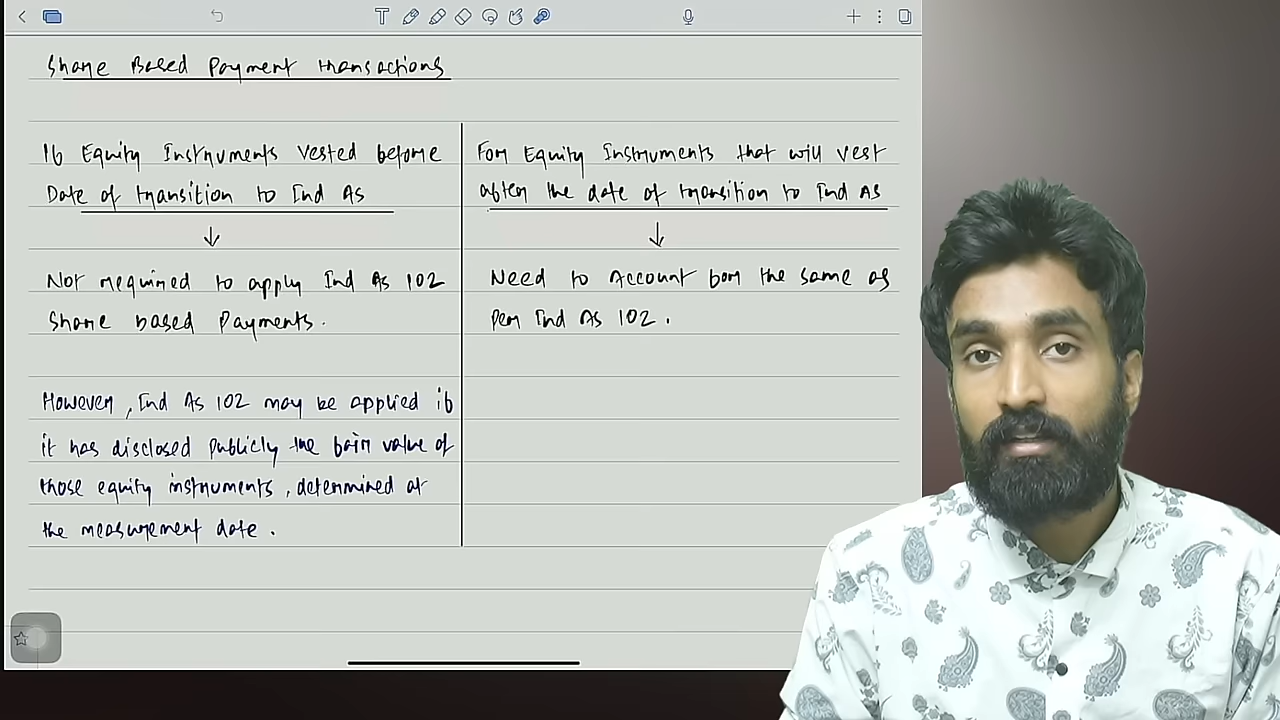 Share Based Payment transactions
If Equity Instruments vested before
Date of transition to Ind As
↓
Not required to apply Ind As 102
Share based Payments.
However, Ind As 102 may be applied if
it has disclosed publicly the fair value of
those equity instruments, determined at
the measurement date.
For Equity Instruments that will vest
after the date of transition to Ind As
↓
Need to Account for the same as
per Ind As 102.
T